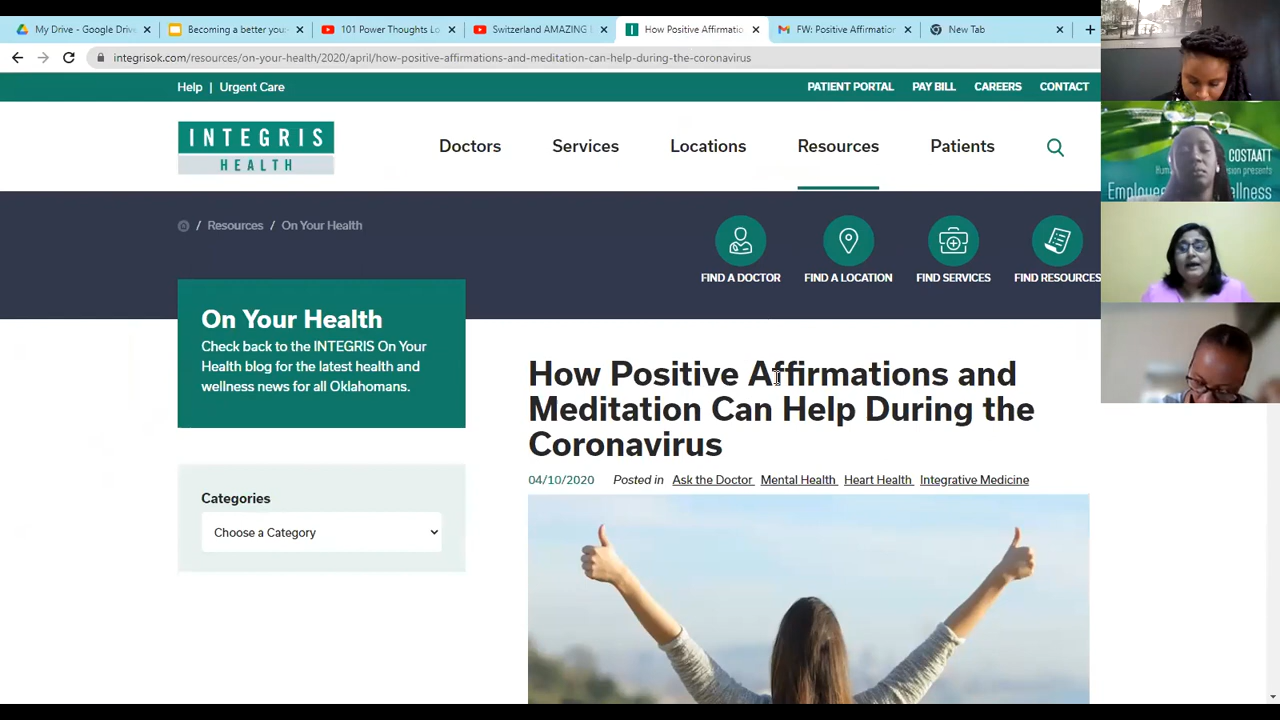 My Drive - Google Drive
Becoming a better you-
101 Power Thoughts Lo
Switzerland AMAZING
How Positive Affirmatio
FW: Positive Affirmation
New Tab
integrisok.com/resources/on-your-health/2020/april/how-positive-affirmations-and-meditation-can-help-during-the-coronavirus
Help | Urgent Care
PATIENT PORTAL PAY BILL CAREERS CONTACT
INTEGRIS
HEALTH
Doctors Services Locations Resources Patients
/ Resources / On Your Health
FIND A DOCTOR FIND A LOCATION FIND SERVICES FIND RESOURCES
On Your Health
Check back to the INTEGRIS On Your
Health blog for the latest health and
wellness news for all Oklahomans.
How Positive Affirmations and
Meditation Can Help During the
Coronavirus
04/10/2020 Posted in Ask the Doctor Mental Health Heart Health Integrative Medicine
Categories
Choose a Category
COSTAATT
presents